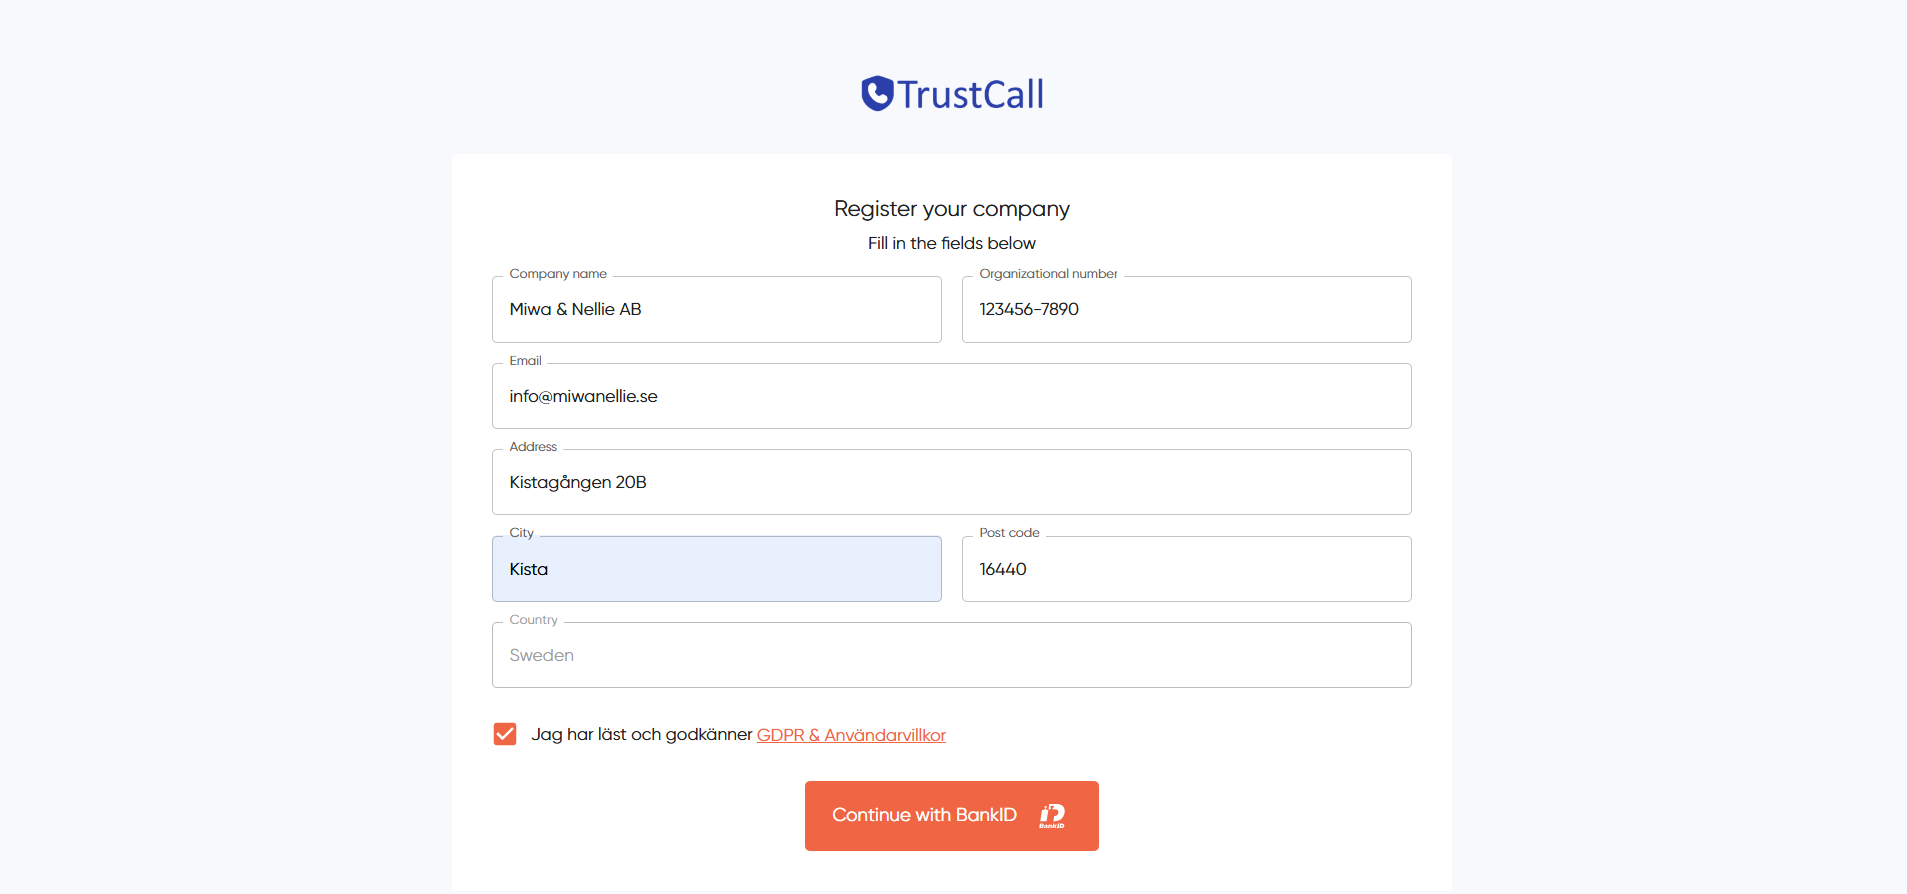 TrustCall
Register your company
Fill in the fields below
Company name
Miwa & Nellie AB
Organizational number
123456-7890
Email
info@miwanellie.se
Address
Kistagången 20B
City
Kista
Post code
16440
Country
Sweden
Jag har läst och godkänner GDPR & Användarvillkor
Continue with BankID
BankID